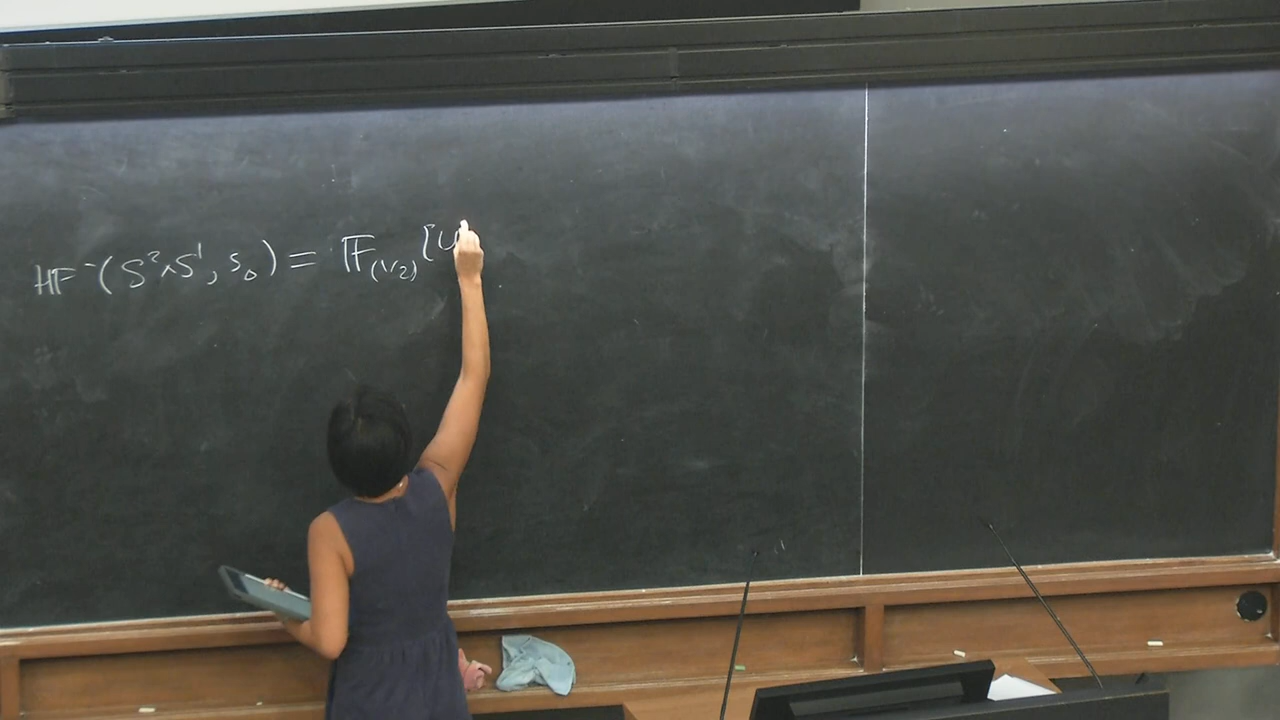 HF⁻(S²×S¹, s₀) = 𝔽₍₁/₂₎[U